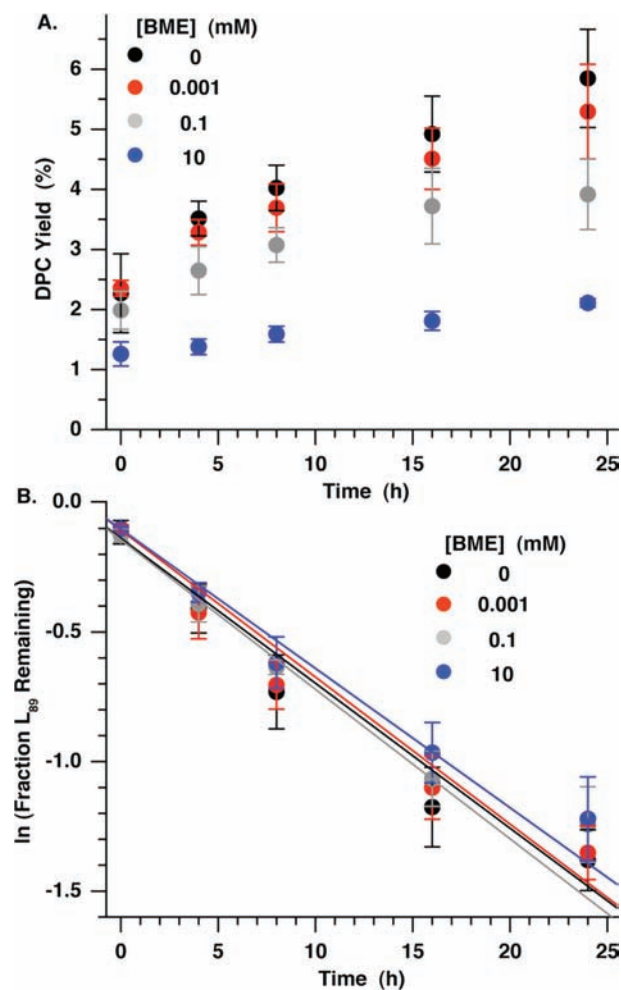 A.
[BME] (mM)
0
0.001
0.1
10
DPC Yield (%)
6
5
4
3
2
1
0
0 5 10 15 20 25
Time (h)
B.
[BME] (mM)
0
0.001
0.1
10
ln (Fraction L89 Remaining)
0.0
-0.5
-1.0
-1.5
0 5 10 15 20 25
Time (h)